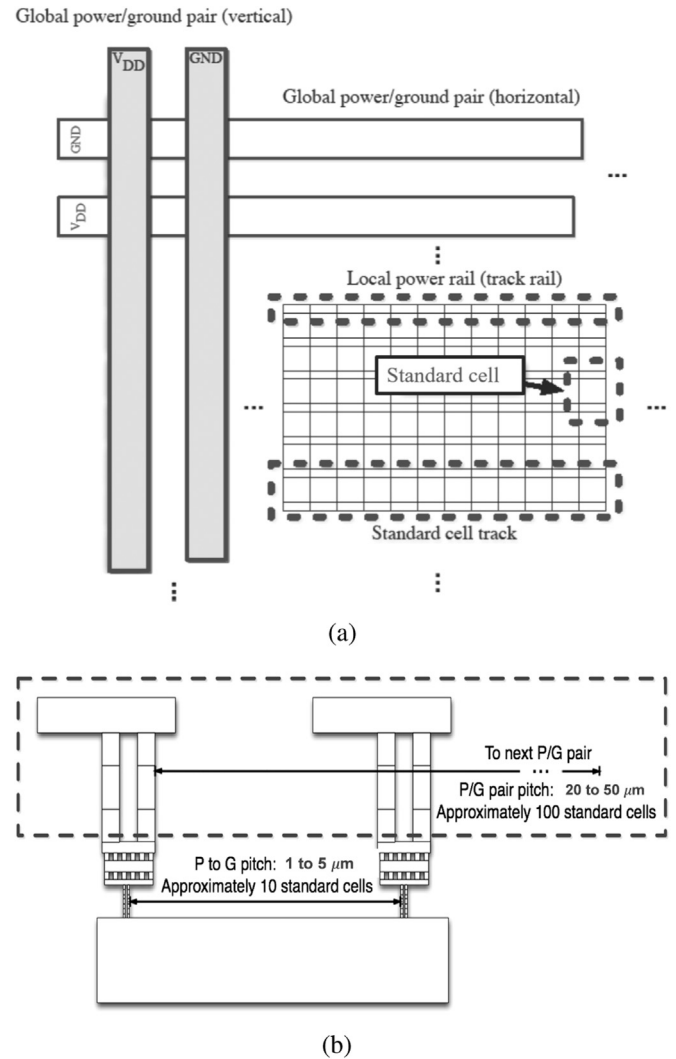 Global power/ground pair (vertical)
VDD
GND
Global power/ground pair (horizontal)
GND
...
VDD
Local power rail (track rail)
Standard cell
...
...
Standard cell track
(a)
To next P/G pair
...
P/G pair pitch: 20 to 50 μm
Approximately 100 standard cells
P to G pitch: 1 to 5 μm
Approximately 10 standard cells
(b)